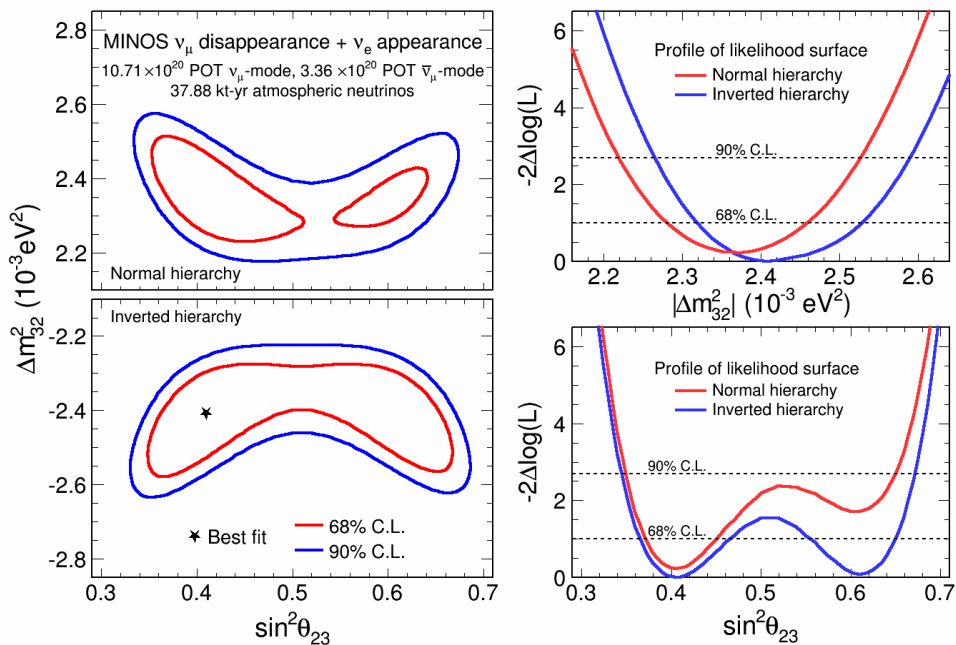 2.8
2.6
2.4
2.2
MINOS νμ disappearance + νe appearance
10.71×10²⁰ POT νμ-mode, 3.36 ×10²⁰ POT ν̄μ-mode
37.88 kt-yr atmospheric neutrinos
Normal hierarchy
Δm²₃₂ (10⁻³ eV²)
Inverted hierarchy
-2.2
-2.4
-2.6
-2.8
Best fit
68% C.L.
90% C.L.
0.3 0.4 0.5 0.6 0.7
sin²θ₂₃
-2Δlog(L)
6
4
2
0
Profile of likelihood surface
Normal hierarchy
Inverted hierarchy
90% C.L.
68% C.L.
2.2 2.3 2.4 2.5 2.6
|Δm²₃₂| (10⁻³ eV²)
-2Δlog(L)
6
4
2
0
Profile of likelihood surface
Normal hierarchy
Inverted hierarchy
90% C.L.
68% C.L.
0.3 0.4 0.5 0.6 0.7
sin²θ₂₃